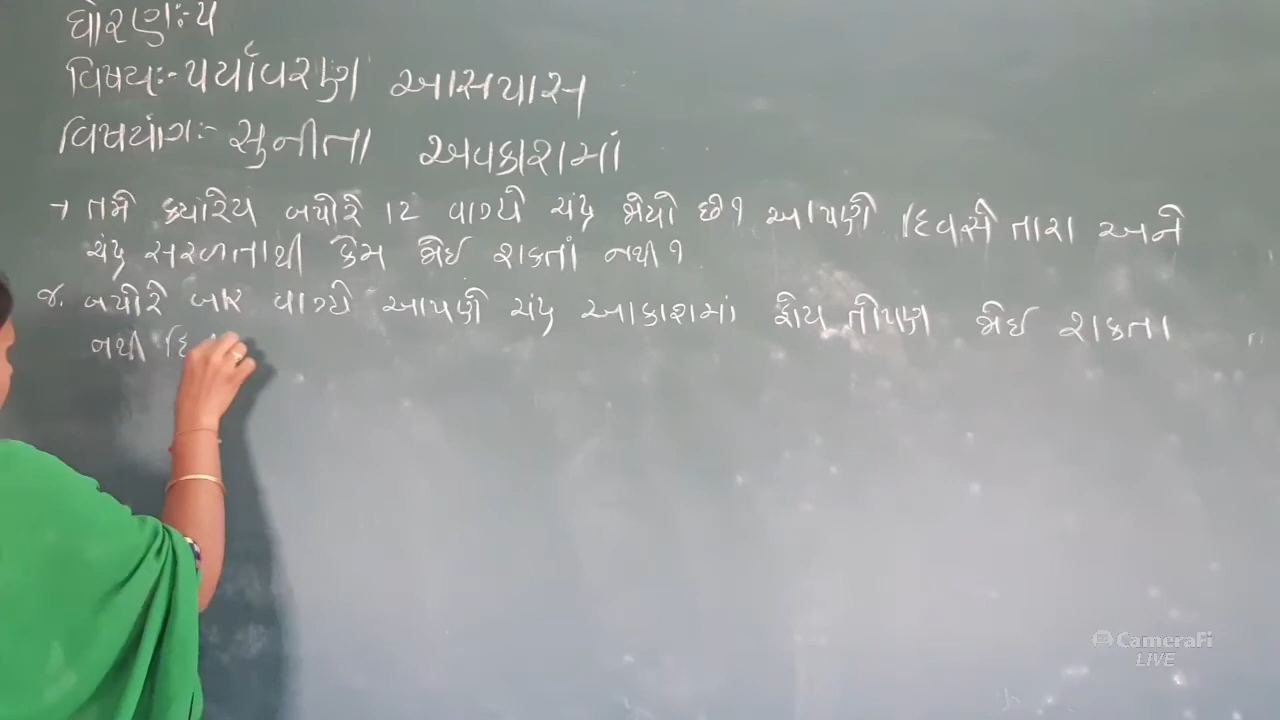 ધોરણ:-૫
વિષય:-પર્યાવરણ આસપાસ
વિષયાંગ:- સુનીતા અવકાશમાં
→ તમે ક્યારેય બપોરે 12 વાગ્યે ચંદ્ર જોયો છે? આપણે દિવસે તારા અને
ચંદ્ર સરળતાથી કેમ જોઈ શકતાં નથી?
જ. બપોરે બાર વાગ્યે આપણે ચંદ્ર આકાશમાં હોય તોપણ જોઈ શકતા
નથી
CameraFi
LIVE